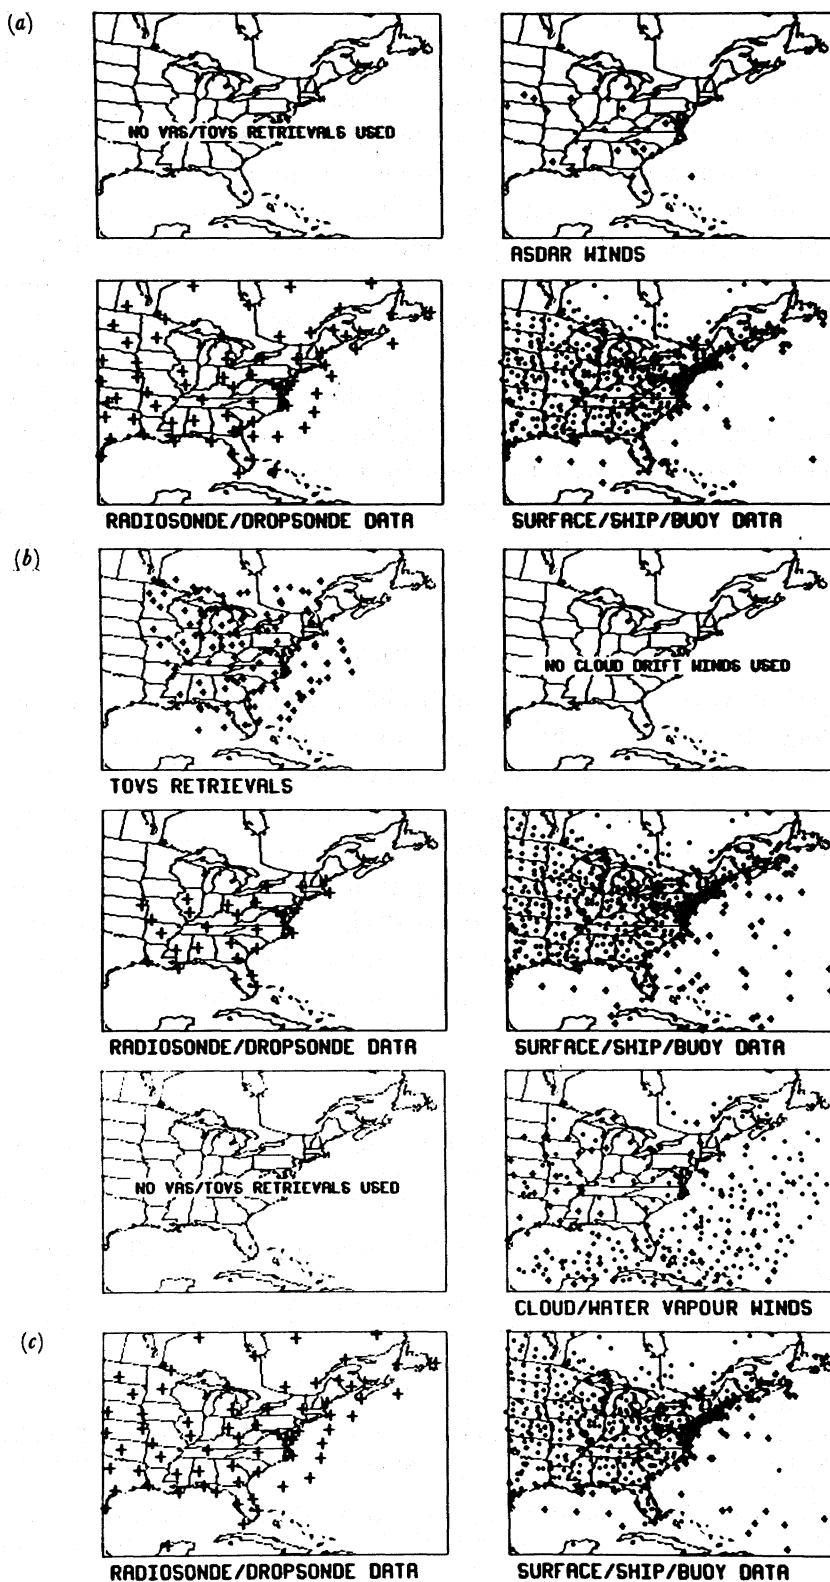 (a)
NO VAS/TOVS RETRIEVALS USED
ASDAR WINDS
RADIOSONDE/DROPSONDE DATA
SURFACE/SHIP/BUOY DATA
(b)
NO CLOUD DRIFT WINDS USED
TOVS RETRIEVALS
RADIOSONDE/DROPSONDE DATA
SURFACE/SHIP/BUOY DATA
NO VAS/TOVS RETRIEVALS USED
CLOUD/WATER VAPOUR WINDS
(c)
RADIOSONDE/DROPSONDE DATA
SURFACE/SHIP/BUOY DATA